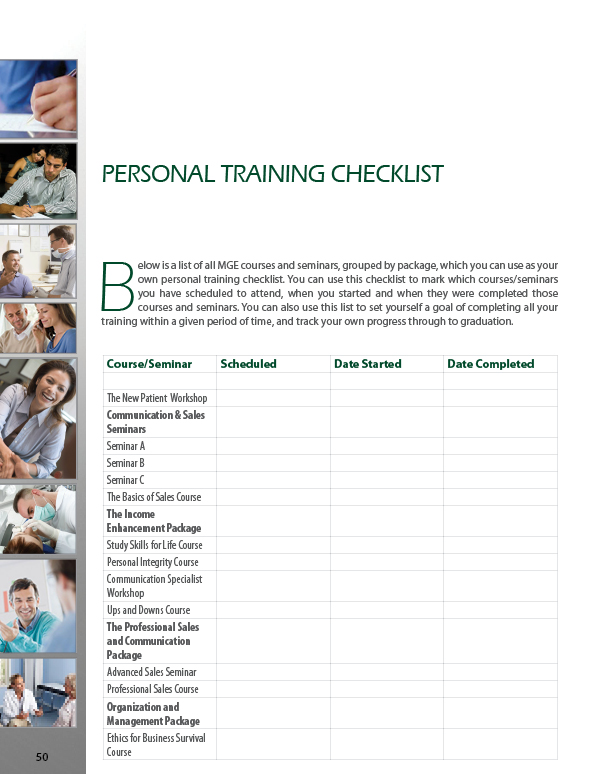 PERSONAL TRAINING CHECKLIST
Below is a list of all MGE courses and seminars, grouped by package, which you can use as your
own personal training checklist. You can use this checklist to mark which courses/seminars
you have scheduled to attend, when you started and when they were completed those
courses and seminars. You can also use this list to set yourself a goal of completing all your
training within a given period of time, and track your own progress through to graduation.
Course/Seminar Scheduled Date Started Date Completed
The New Patient Workshop
Communication & Sales
Seminars
Seminar A
Seminar B
Seminar C
The Basics of Sales Course
The Income
Enhancement Package
Study Skills for Life Course
Personal Integrity Course
Communication Specialist
Workshop
Ups and Downs Course
The Professional Sales
and Communication
Package
Advanced Sales Seminar
Professional Sales Course
Organization and
Management Package
Ethics for Business Survival
Course
50